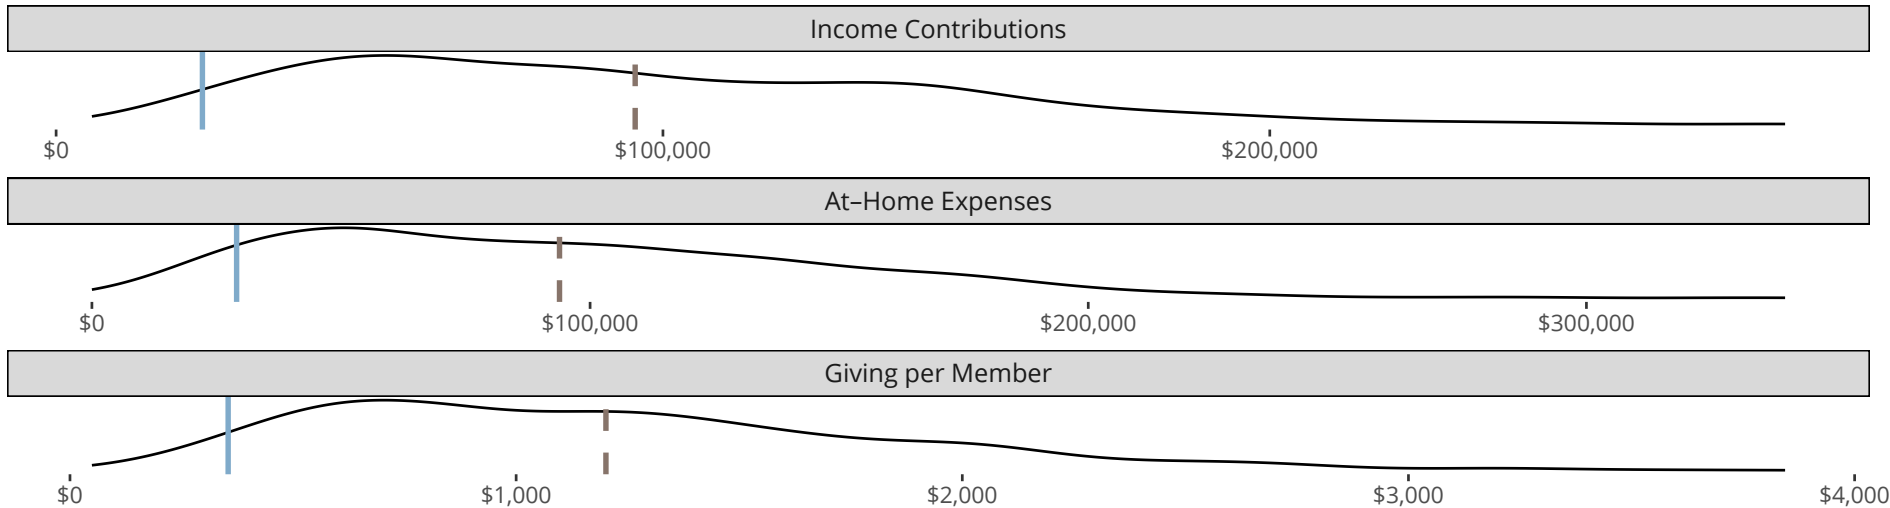 Income Contributions
$0 $100,000 $200,000
At–Home Expenses
$0 $100,000 $200,000 $300,000
Giving per Member
$0 $1,000 $2,000 $3,000 $4,000